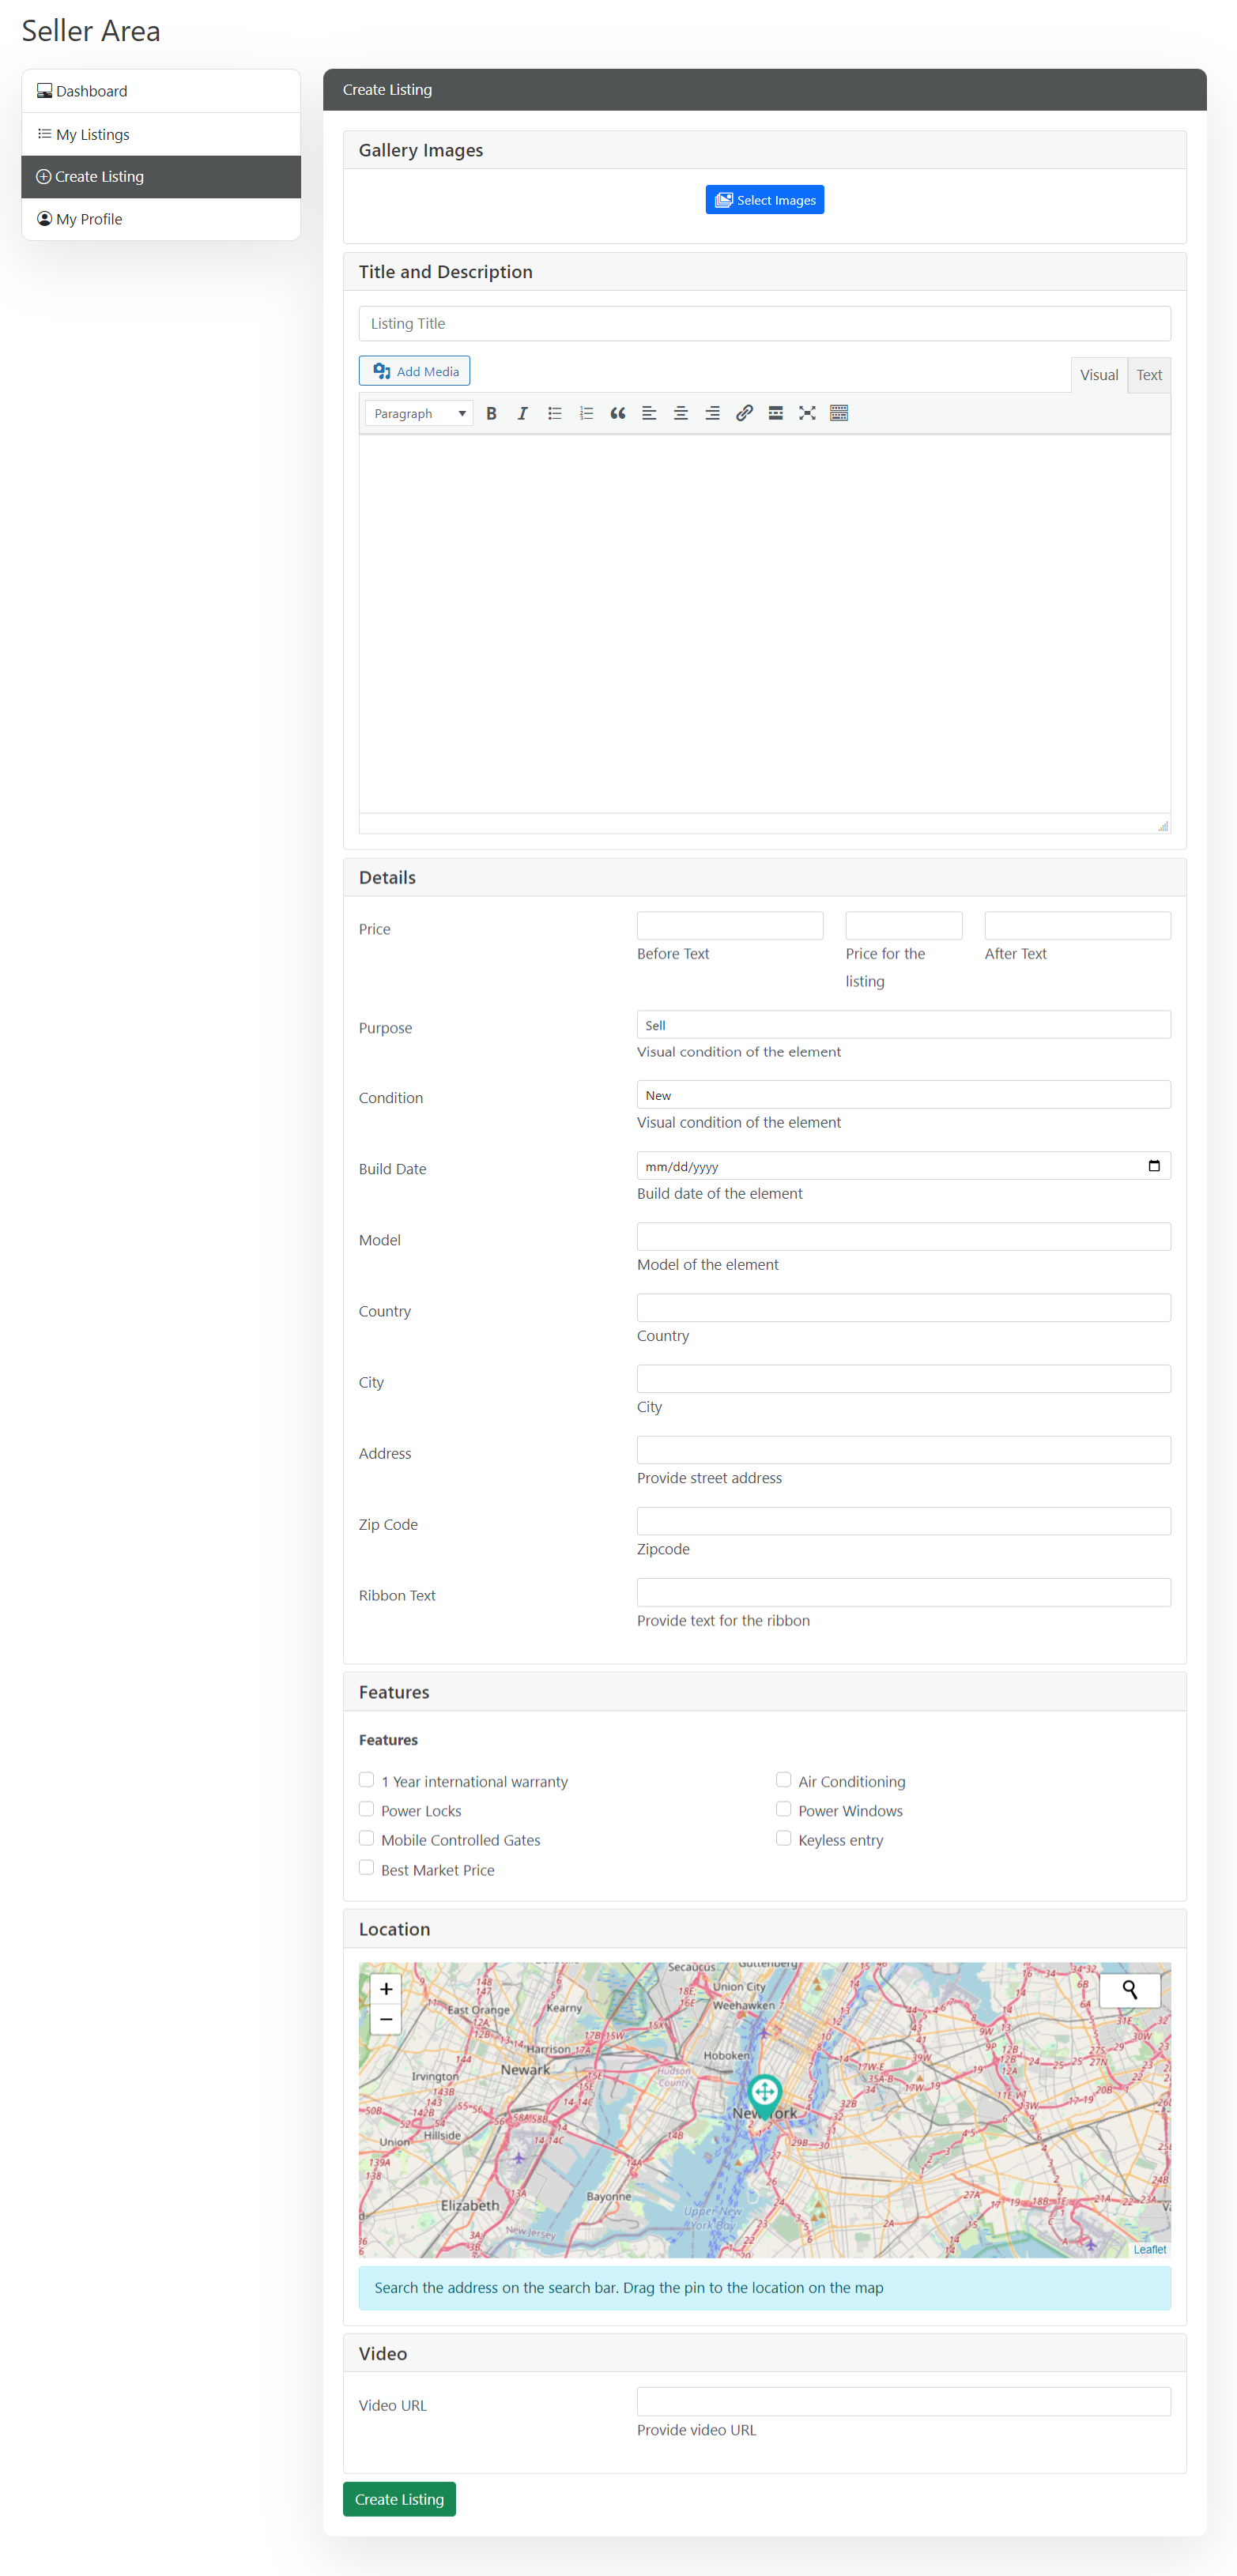 Seller Area
Dashboard
My Listings
Create Listing
My Profile
Create Listing
Gallery Images
Select Images
Title and Description
Listing Title
Add Media
Visual Text
Paragraph
Details
Price
Before Text
Price for the
listing
After Text
Purpose
Sell
Visual condition of the element
Condition
New
Visual condition of the element
Build Date
mm/dd/yyyy
Build date of the element
Model
Model of the element
Country
Country
City
City
Address
Provide street address
Zip Code
Zipcode
Ribbon Text
Provide text for the ribbon
Features
Features
1 Year international warranty
Air Conditioning
Power Locks
Power Windows
Mobile Controlled Gates
Keyless entry
Best Market Price
Location
Secaucus
Union City
Weehawken
East Orange
Kearny
Harrison
Hoboken
Newark
Irvington
Hudson
County
New York
Hillside
Union
Bayonne
Elizabeth
Upper New
York Bay
New Jersey
Leaflet
Search the address on the search bar. Drag the pin to the location on the map
Video
Video URL
Provide video URL
Create Listing